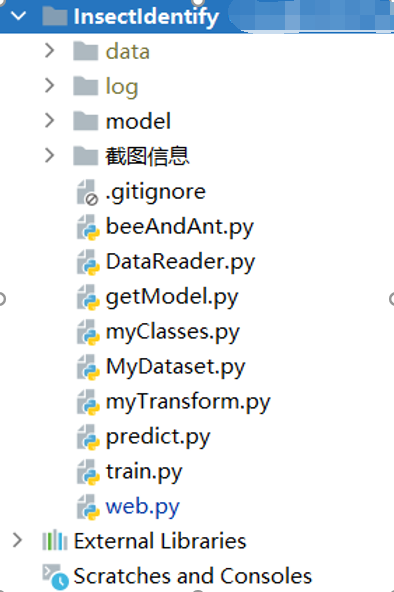 InsectIdentify
data
log
model
截图信息
.gitignore
beeAndAnt.py
DataReader.py
getModel.py
myClasses.py
MyDataset.py
myTransform.py
predict.py
train.py
web.py
External Libraries
Scratches and Consoles